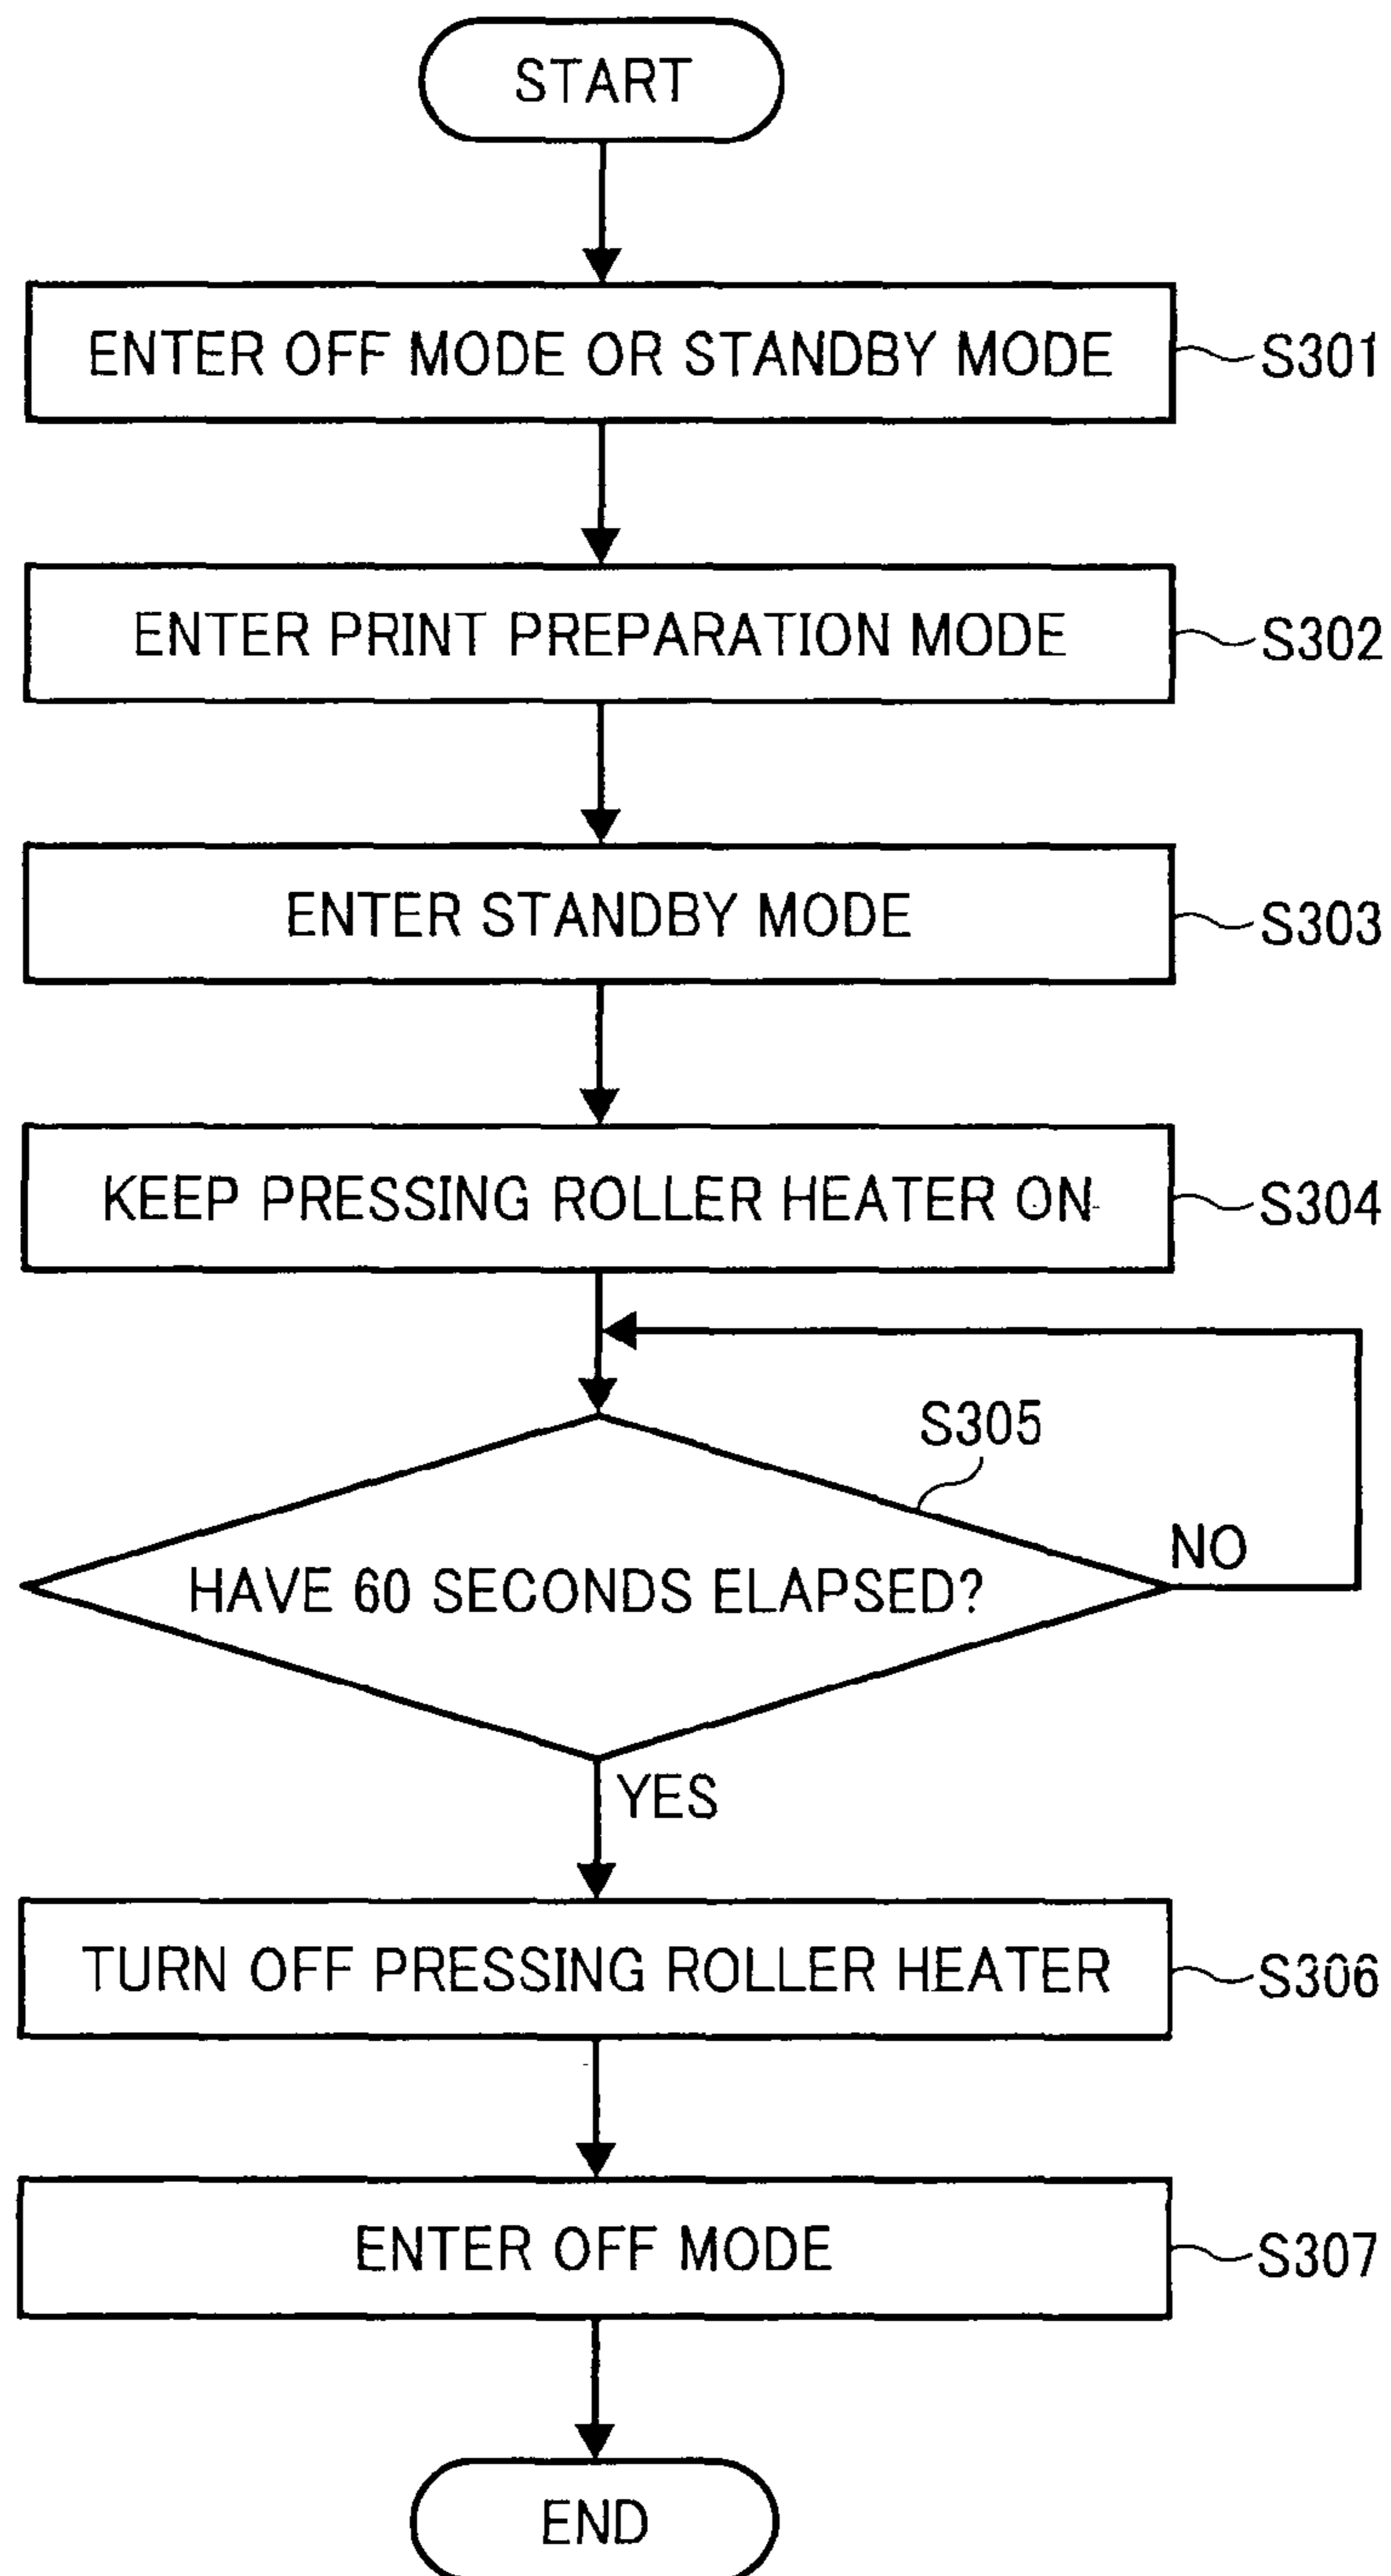 START
ENTER OFF MODE OR STANDBY MODE
S301
ENTER PRINT PREPARATION MODE
S302
ENTER STANDBY MODE
S303
KEEP PRESSING ROLLER HEATER ON
S304
S305
HAVE 60 SECONDS ELAPSED?
NO
YES
TURN OFF PRESSING ROLLER HEATER
S306
ENTER OFF MODE
S307
END